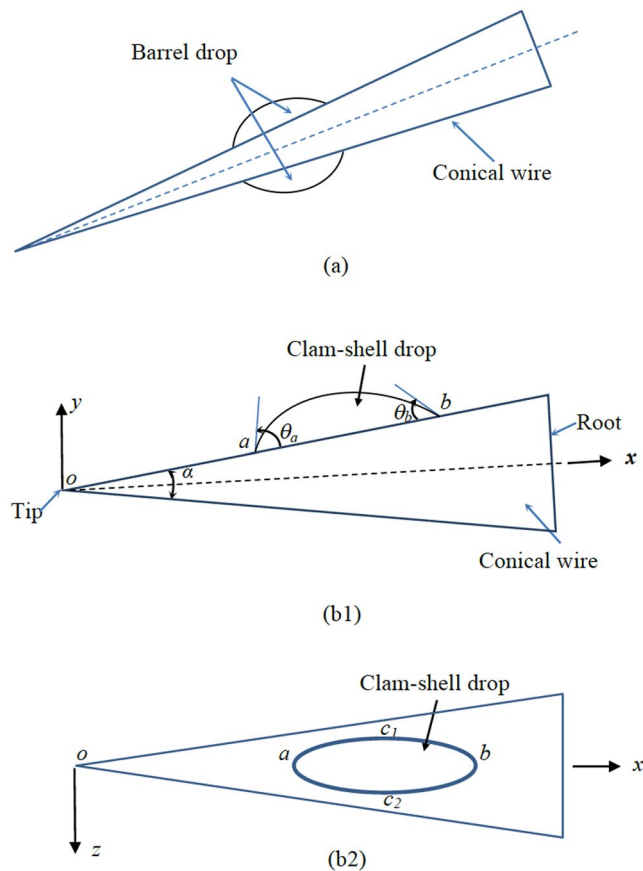 Barrel drop
Conical wire
(a)
Clam-shell drop
y
b
θb
a
θa
Root
o
α
x
Tip
Conical wire
(b1)
Clam-shell drop
c1
o
a
b
x
c2
z
(b2)